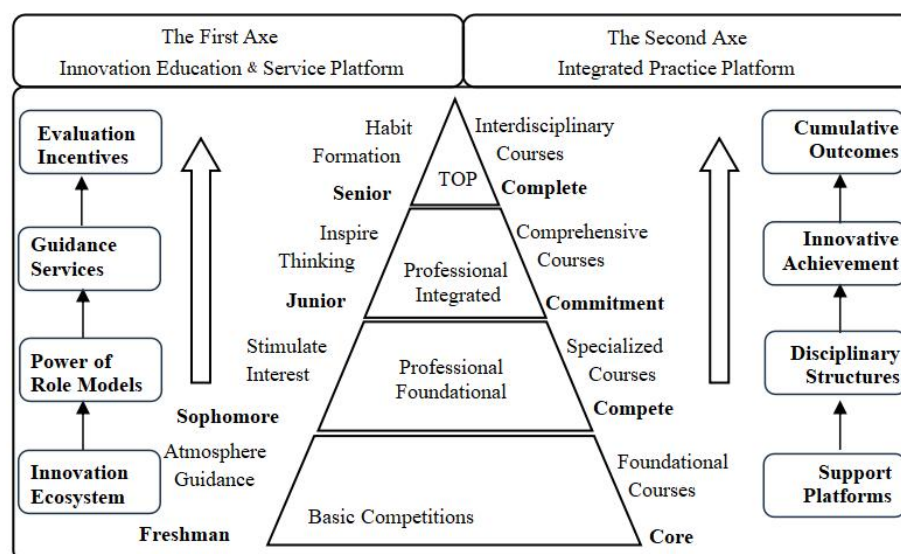 The First Axe
Innovation Education & Service Platform
The Second Axe
Integrated Practice Platform
Evaluation
Incentives
Guidance
Services
Power of
Role Models
Innovation
Ecosystem
Habit
Formation
Senior
Inspire
Thinking
Junior
Stimulate
Interest
Sophomore
Atmosphere
Guidance
Freshman
TOP
Professional
Integrated
Professional
Foundational
Basic Competitions
Interdisciplinary
Courses
Complete
Comprehensive
Courses
Commitment
Specialized
Courses
Compete
Foundational
Courses
Core
Cumulative
Outcomes
Innovative
Achievement
Disciplinary
Structures
Support
Platforms